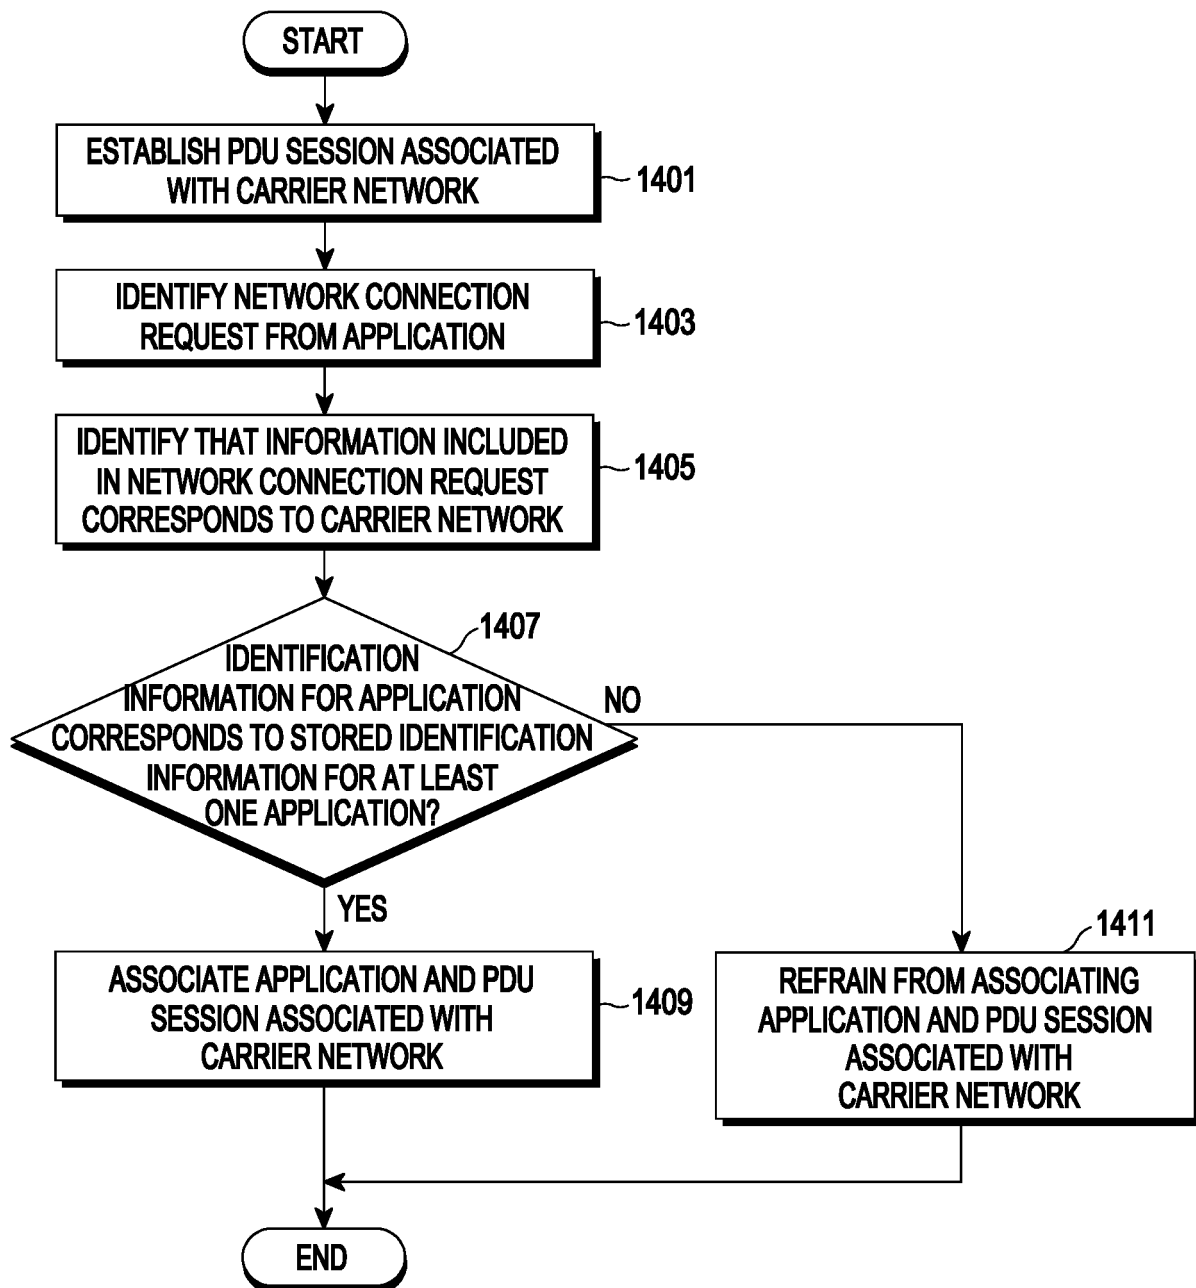 START
ESTABLISH PDU SESSION ASSOCIATED
WITH CARRIER NETWORK
1401
IDENTIFY NETWORK CONNECTION
REQUEST FROM APPLICATION
1403
IDENTIFY THAT INFORMATION INCLUDED
IN NETWORK CONNECTION REQUEST
CORRESPONDS TO CARRIER NETWORK
1405
1407
IDENTIFICATION
INFORMATION FOR APPLICATION
CORRESPONDS TO STORED IDENTIFICATION
INFORMATION FOR AT LEAST
ONE APPLICATION?
NO
YES
ASSOCIATE APPLICATION AND PDU
SESSION ASSOCIATED WITH
CARRIER NETWORK
1409
1411
REFRAIN FROM ASSOCIATING
APPLICATION AND PDU SESSION
ASSOCIATED WITH
CARRIER NETWORK
END